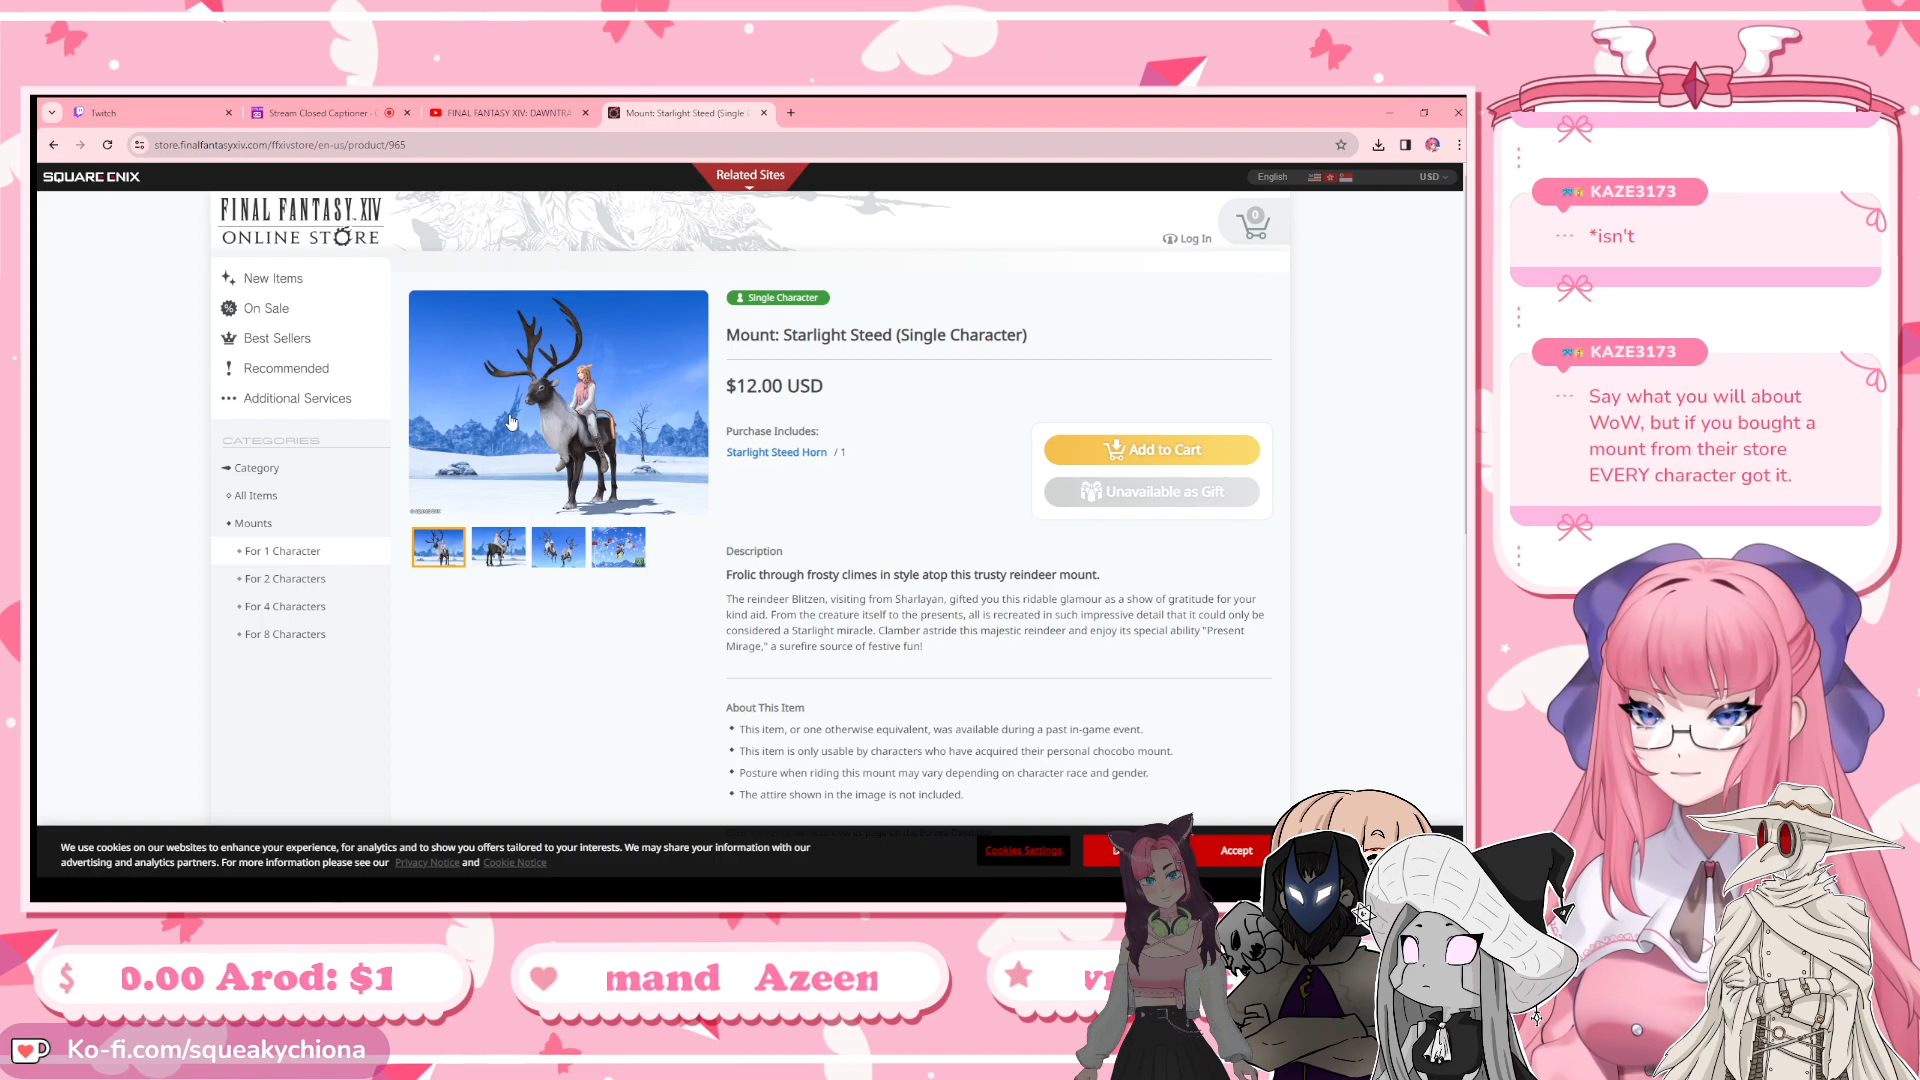 Twitch
Stream Closed Captioner - C
FINAL FANTASY XIV: DAWNTRA
Mount: Starlight Steed (Single C
store.finalfantasyxiv.com/ffxivstore/en-us/product/965
SQUARE ENIX
Related Sites
English
USD
FINAL FANTASY XIV
ONLINE STORE
0
Log In
New Items
On Sale
Best Sellers
Recommended
Additional Services
CATEGORIES
Category
All Items
Mounts
For 1 Character
For 2 Characters
For 4 Characters
For 8 Characters
Single Character
Mount: Starlight Steed (Single Character)
$12.00 USD
Purchase Includes:
Starlight Steed Horn / 1
Add to Cart
Unavailable as Gift
Description
Frolic through frosty climes in style atop this trusty reindeer mount.
The reindeer Blitzen, visiting from Sharlayan, gifted you this ridable glamour as a show of gratitude for your
kind aid. From the creature itself to the presents, all is recreated in such impressive detail that it could only be
considered a Starlight miracle. Clamber astride this majestic reindeer and enjoy its special ability "Present
Mirage," a surefire source of festive fun!
About This Item
This item, or one otherwise equivalent, was available during a past in-game event.
This item is only usable by characters who have acquired their personal chocobo mount.
Posture when riding this mount may vary depending on character race and gender.
The attire shown in the image is not included.
We use cookies on our websites to enhance your experience, for analytics and to show you offers tailored to your interests. We may share your information with our
advertising and analytics partners. For more information please see our Privacy Notice and Cookie Notice
Cookies Settings
Accept
KAZE3173
*isn't
KAZE3173
Say what you will about
WoW, but if you bought a
mount from their store
EVERY character got it.
0.00 Arod: $1
mand Azeen
Ko-fi.com/squeakychiona